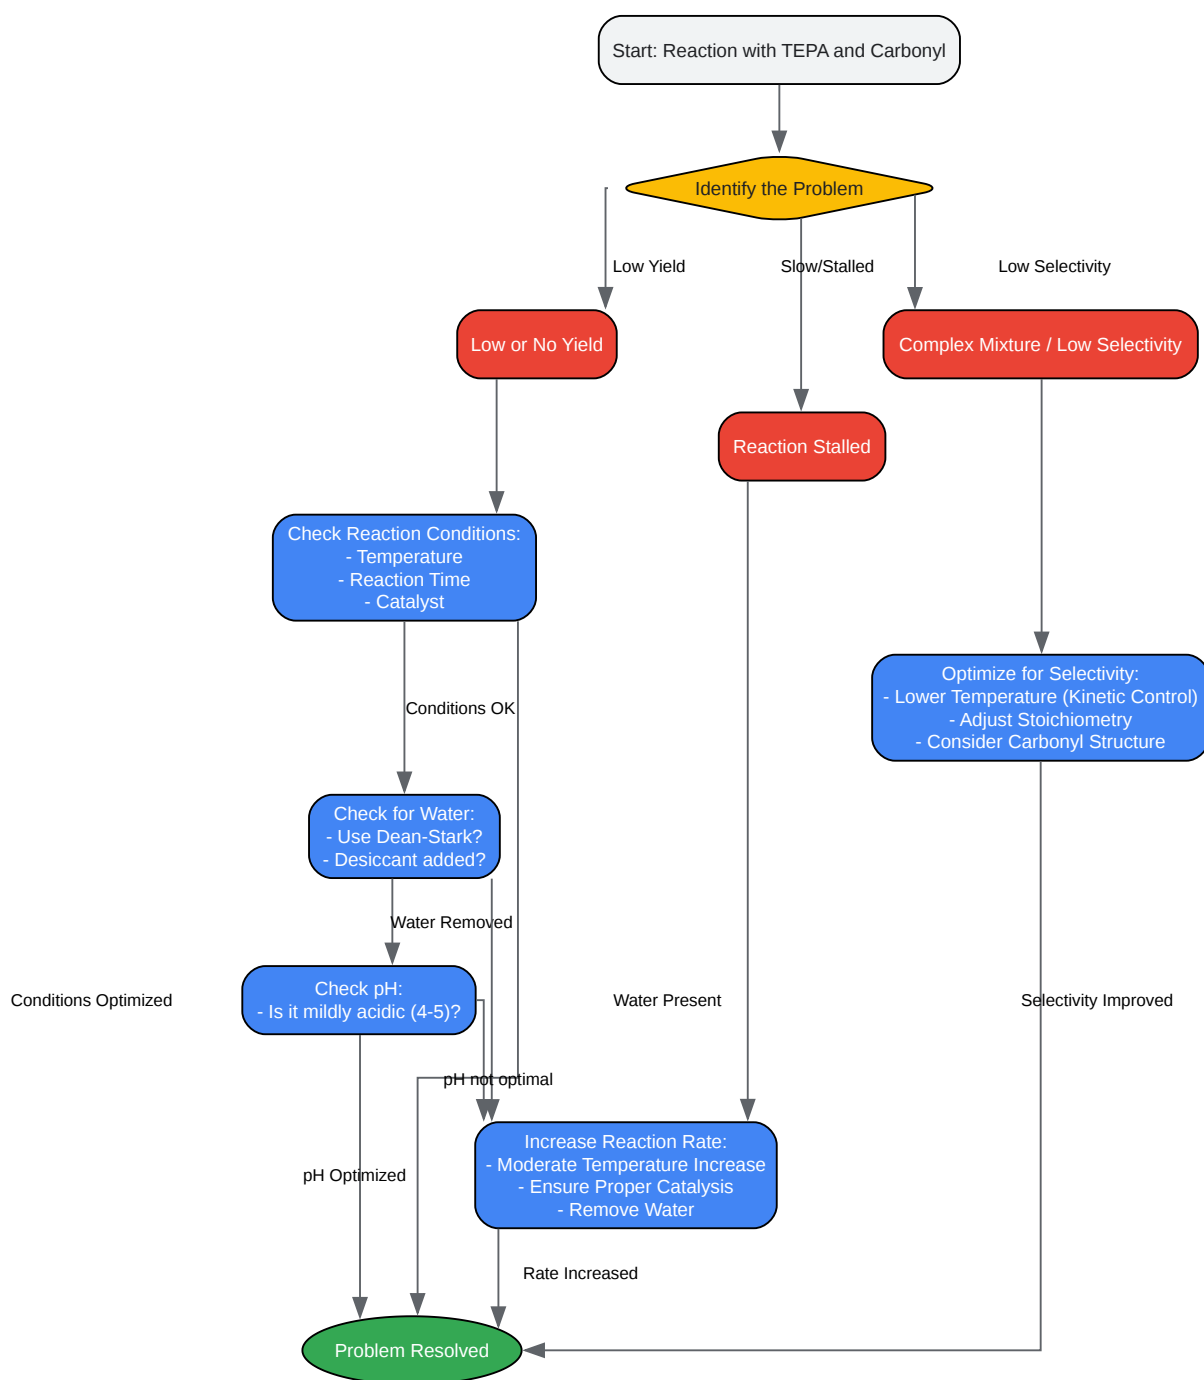 Start: Reaction with TEPA and Carbonyl
Identify the Problem
Low Yield
Slow/Stalled
Low Selectivity
Low or No Yield
Complex Mixture / Low Selectivity
Reaction Stalled
Check Reaction Conditions:
- Temperature
- Reaction Time
- Catalyst
Optimize for Selectivity:
- Lower Temperature (Kinetic Control)
- Adjust Stoichiometry
- Consider Carbonyl Structure
Conditions OK
Check for Water:
- Use Dean-Stark?
- Desiccant added?
Water Removed
Check pH:
- Is it mildly acidic (4-5)?
Conditions Optimized
Water Present
Selectivity Improved
pH not optimal
Increase Reaction Rate:
- Moderate Temperature Increase
- Ensure Proper Catalysis
- Remove Water
pH Optimized
Rate Increased
Problem Resolved